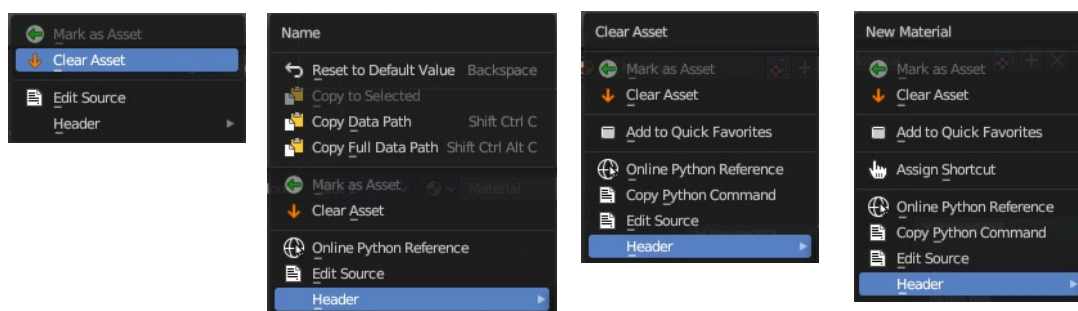 Mark as Asset
Clear Asset
Edit Source
Header
Name
Reset to Default Value Backspace
Copy to Selected
Copy Data Path Shift Ctrl C
Copy Full Data Path Shift Ctrl Alt C
Mark as Asset
Material
Clear Asset
Online Python Reference
Edit Source
Header
Clear Asset
Mark as Asset
Clear Asset
Add to Quick Favorites
Online Python Reference
Copy Python Command
Edit Source
Header
New Material
Mark as Asset
Clear Asset
Add to Quick Favorites
Assign Shortcut
Online Python Reference
Copy Python Command
Edit Source
Header